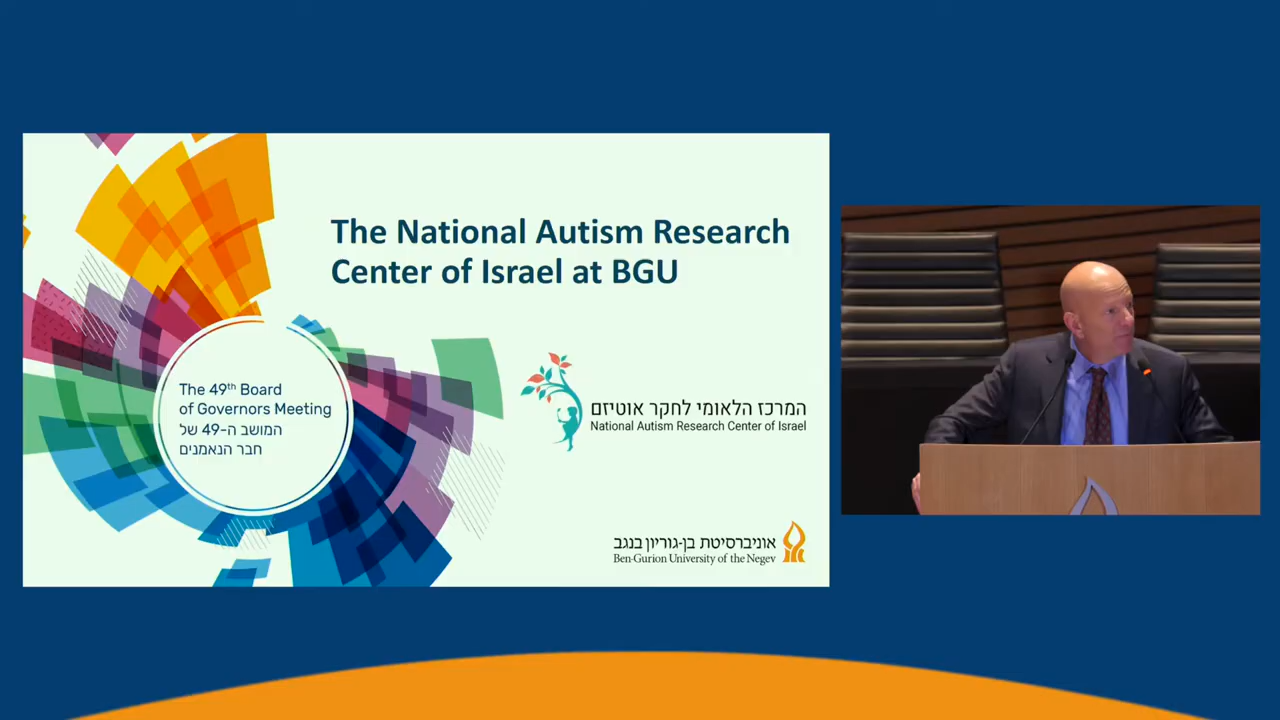 The National Autism Research
Center of Israel at BGU
The 49th Board
of Governors Meeting
המושב ה-49 של
חבר הנאמנים
המרכז הלאומי לחקר אוטיזם
National Autism Research Center of Israel
אוניברסיטת בן-גוריון בנגב
Ben-Gurion University of the Negev